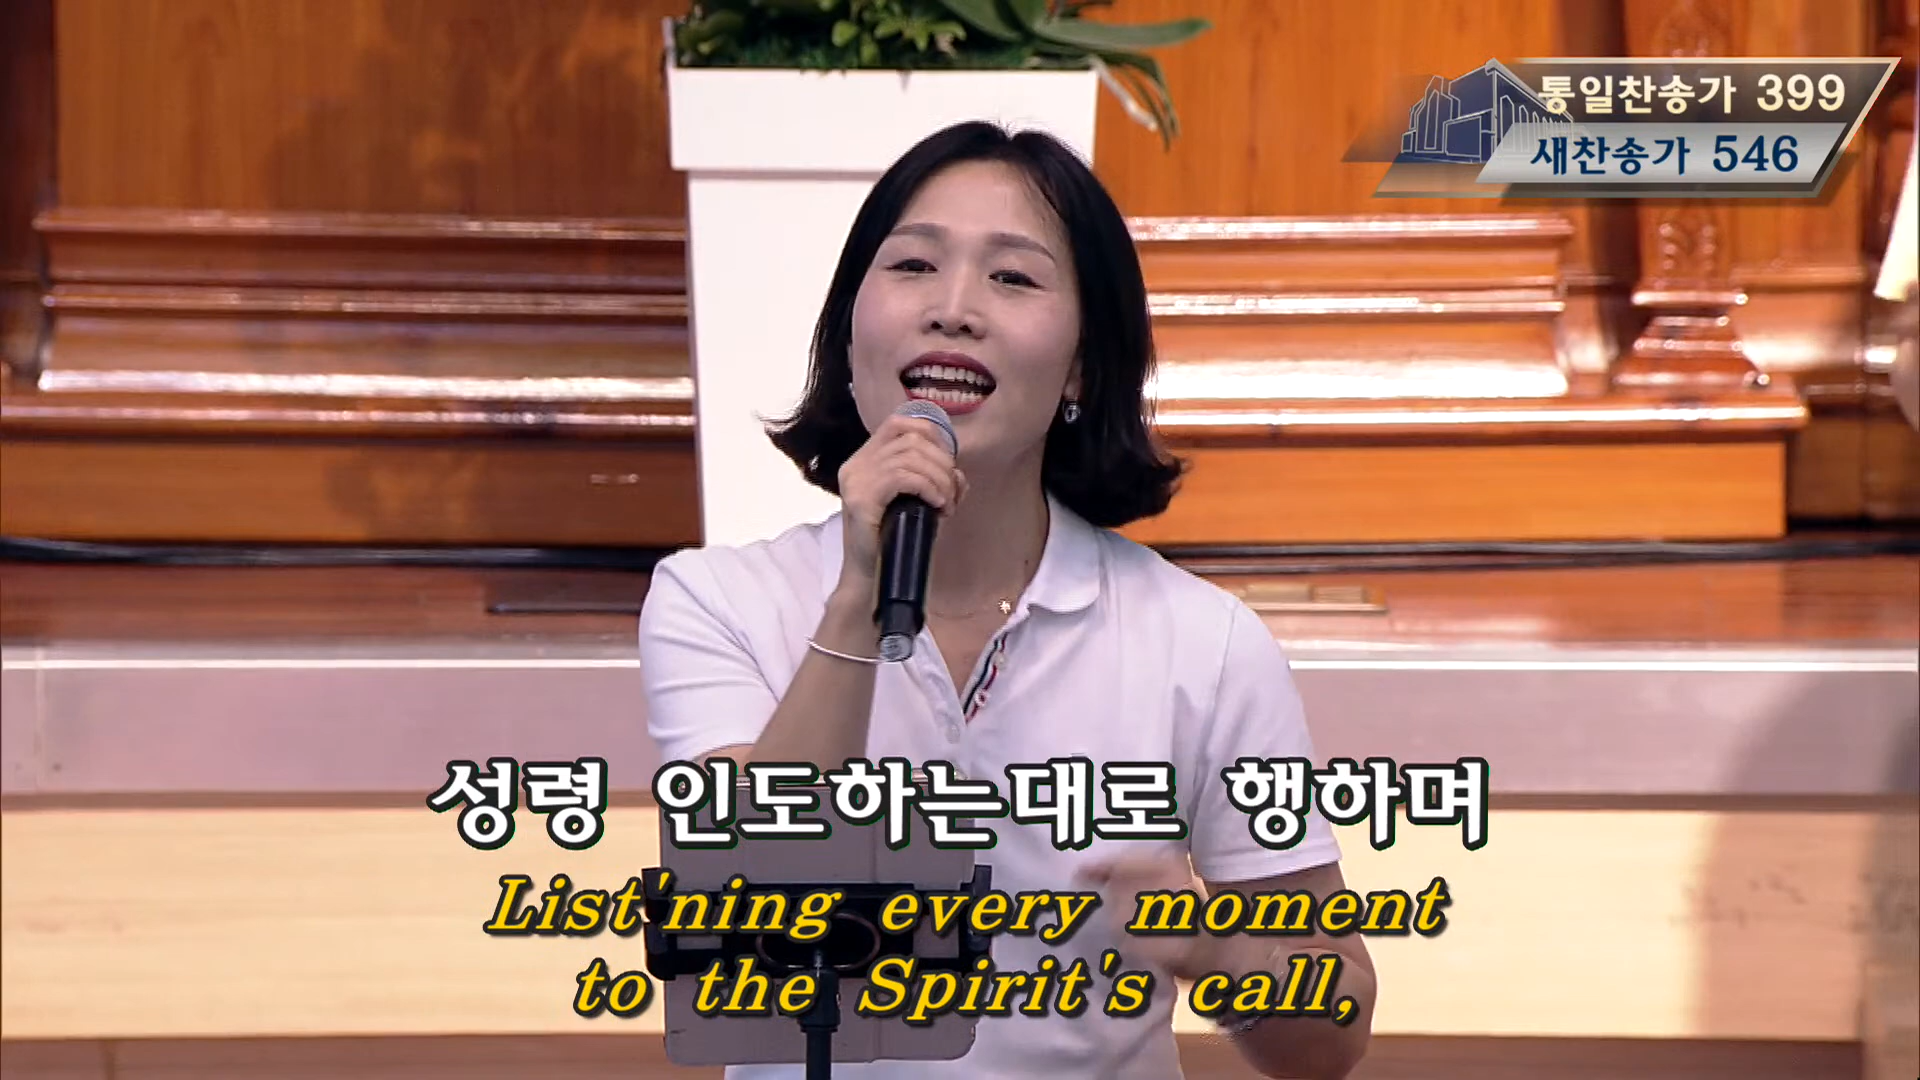 통일찬송가 399
새찬송가 546
성령 인도하는대로 행하며
List'ning every moment
to the Spirit's call,